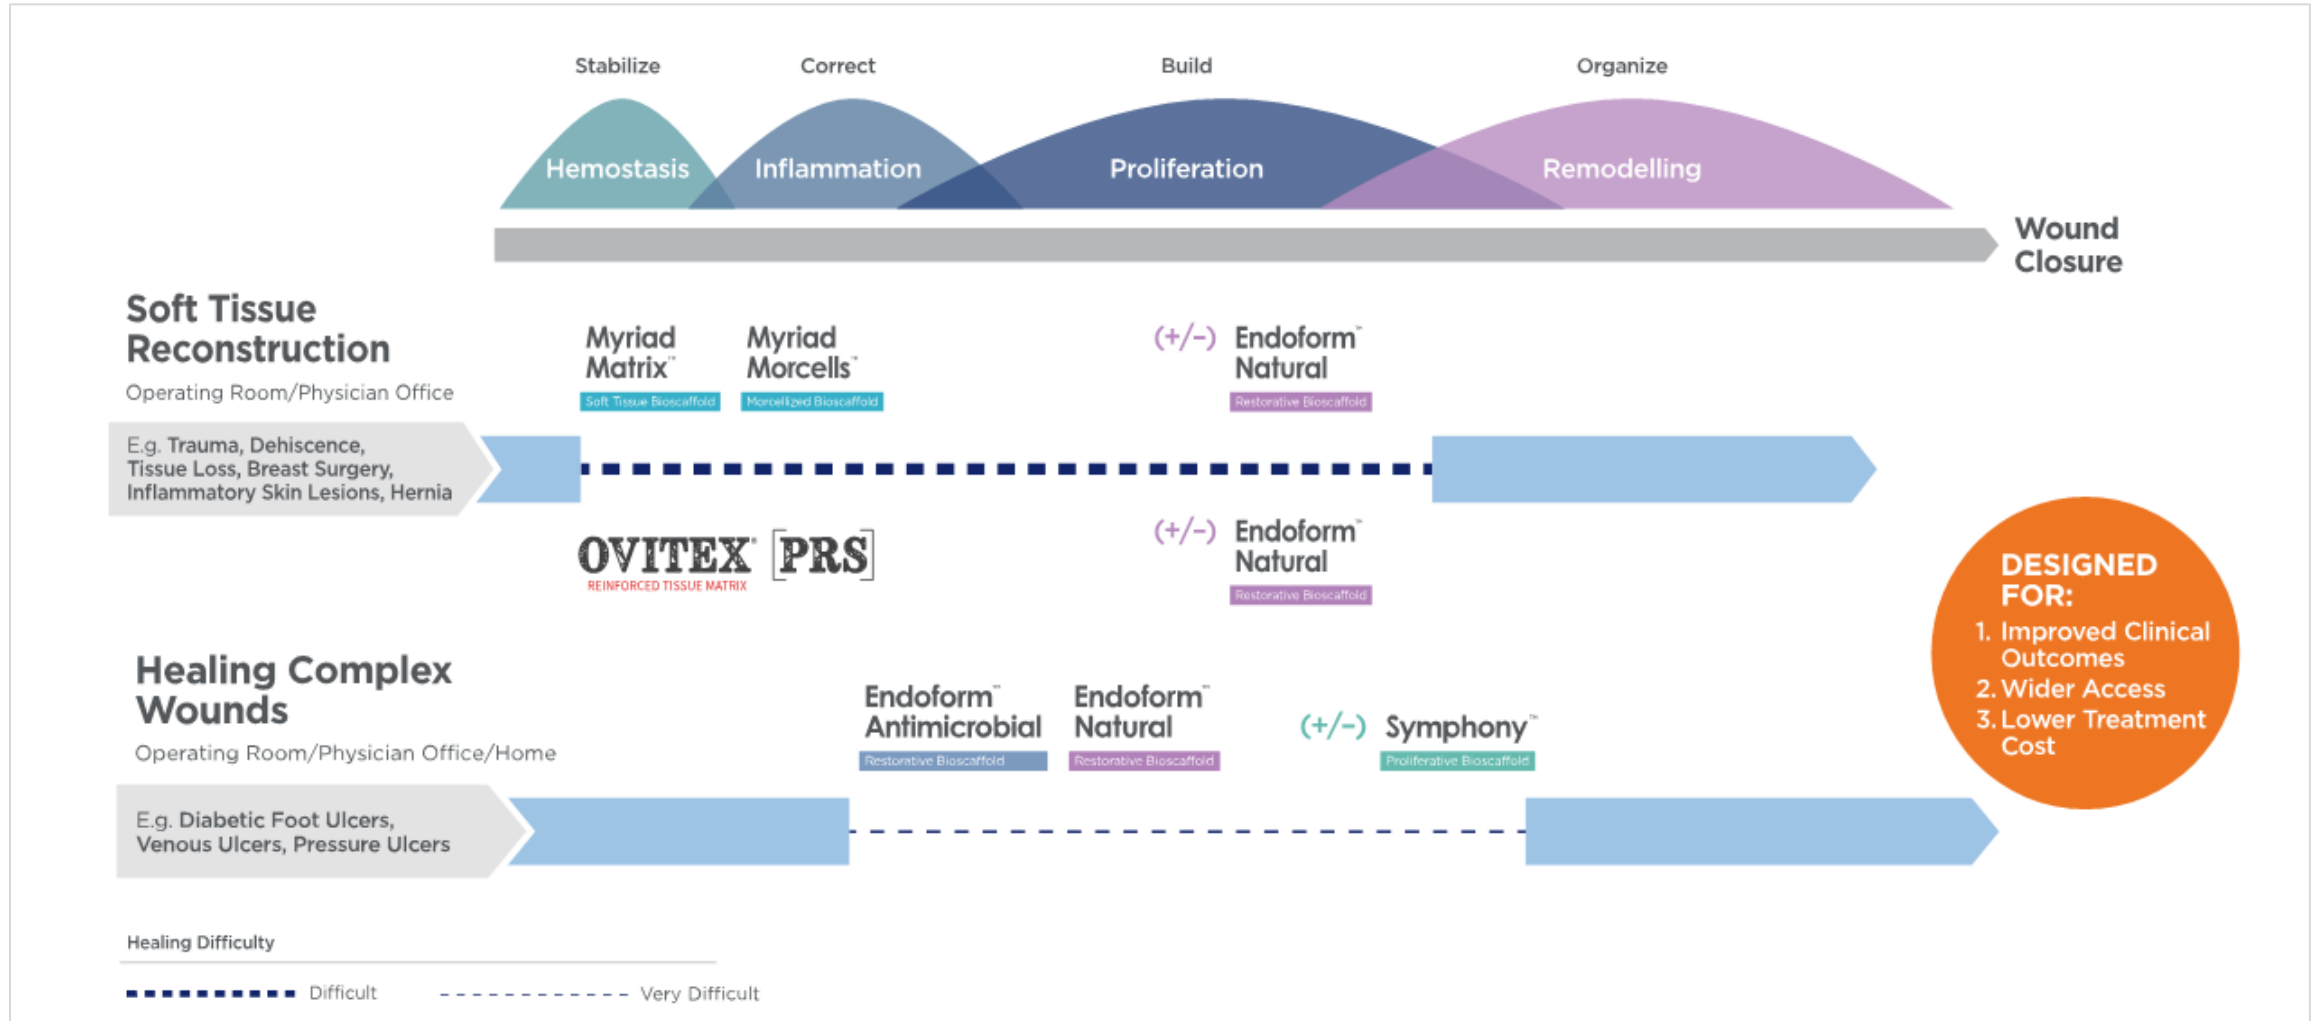 Stabilize
Correct
Build
Organize
Hemostasis
Inflammation
Proliferation
Remodelling
Wound
Closure
Soft Tissue
Reconstruction
Operating Room/Physician Office
Myriad
Matrix™
Soft Tissue Bioscaffold
Myriad
Morcells™
Morcellized Bioscaffold
(+/–) Endoform™
Natural
Restorative Bioscaffold
E.g. Trauma, Dehiscence,
Tissue Loss, Breast Surgery,
Inflammatory Skin Lesions, Hernia
OVITEX® [PRS]
REINFORCED TISSUE MATRIX
(+/–) Endoform™
Natural
Restorative Bioscaffold
DESIGNED
FOR:
1. Improved Clinical
Outcomes
2. Wider Access
3. Lower Treatment
Cost
Healing Complex
Wounds
Operating Room/Physician Office/Home
Endoform™
Antimicrobial
Restorative Bioscaffold
Endoform™
Natural
Restorative Bioscaffold
(+/–) Symphony™
Proliferative Bioscaffold
E.g. Diabetic Foot Ulcers,
Venous Ulcers, Pressure Ulcers
Healing Difficulty
Difficult
Very Difficult